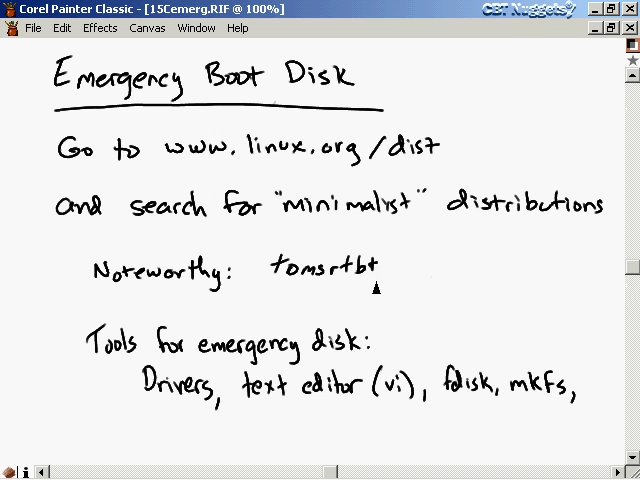 Corel Painter Classic - [15Cemerg.RIF @ 100%]
CBT Nuggets
File Edit Effects Canvas Window Help
Emergency Boot Disk
Go to www.linux.org/dist
and search for "minimalist" distributions
Noteworthy: tomsrtbt
Tools for emergency disk:
Drivers, text editor (vi), fdisk, mkfs,